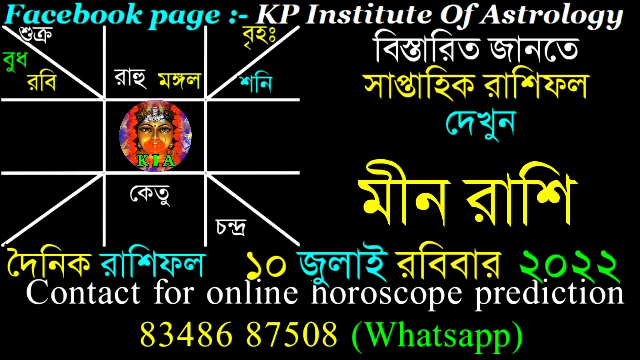 Facebook page :- KP Institute Of Astrology
শুক্র
বৃহঃ
বুধ
রবি
রাহু মঙ্গল
শনি
KIA
কেতু
চন্দ্র
বিস্তারিত জানতে
সাপ্তাহিক রাশিফল
দেখুন
মীন রাশি
দৈনিক রাশিফল ১০ জুলাই রবিবার ২০২২
Contact for online horoscope prediction
83486 87508 (Whatsapp)